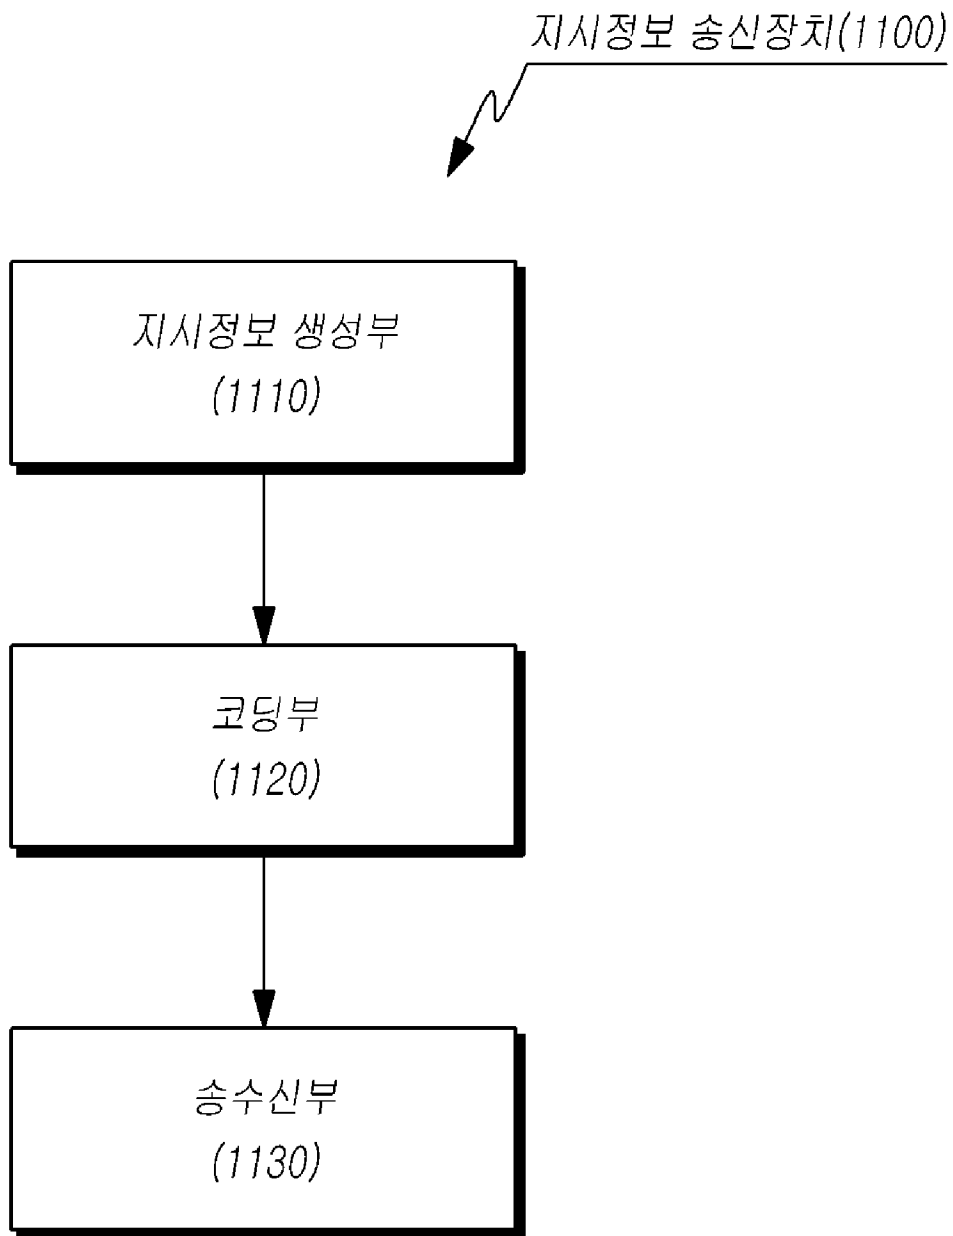 지시정보 송신장치(1100)
지시정보 생성부
(1110)
코딩부
(1120)
송수신부
(1130)